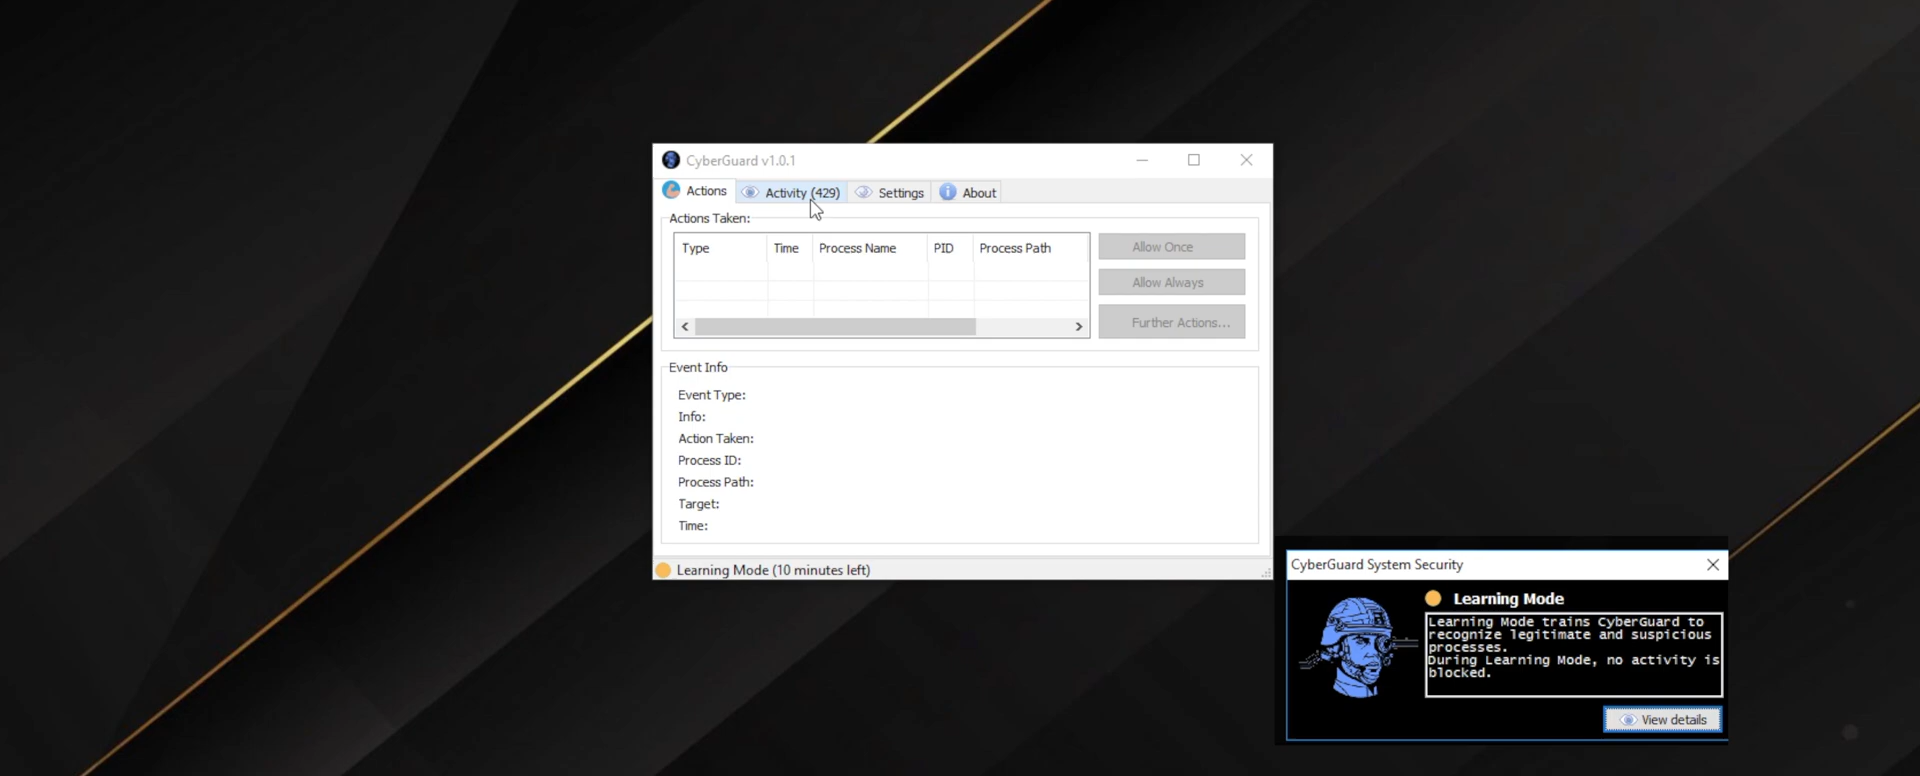 CyberGuard v1.0.1
Actions Activity (429) Settings About
Actions Taken:
Type Time Process Name PID Process Path
Allow Once
Allow Always
Further Actions...
Event Info
Event Type:
Info:
Action Taken:
Process ID:
Process Path:
Target:
Time:
Learning Mode (10 minutes left)
CyberGuard System Security
Learning Mode
Learning Mode trains CyberGuard to
recognize legitimate and suspicious
processes.
During Learning Mode, no activity is
blocked.
View details